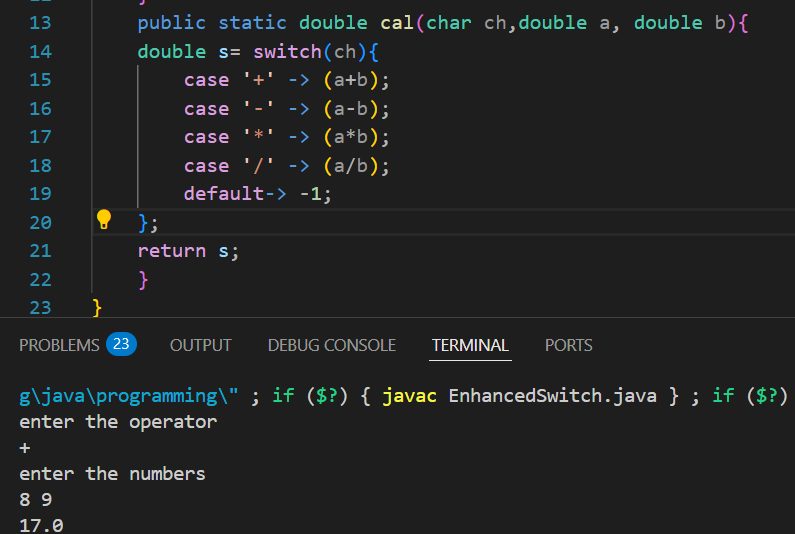 12 }
13 public static double cal(char ch,double a, double b){
14 double s= switch(ch){
15 case '+' -> (a+b);
16 case '-' -> (a-b);
17 case '*' -> (a*b);
18 case '/' -> (a/b);
19 default-> -1;
20 };
21 return s;
22 }
23 }
PROBLEMS 23 OUTPUT DEBUG CONSOLE TERMINAL PORTS
g\java\programming\" ; if ($?) { javac EnhancedSwitch.java } ; if ($?)
enter the operator
+
enter the numbers
8 9
17.0